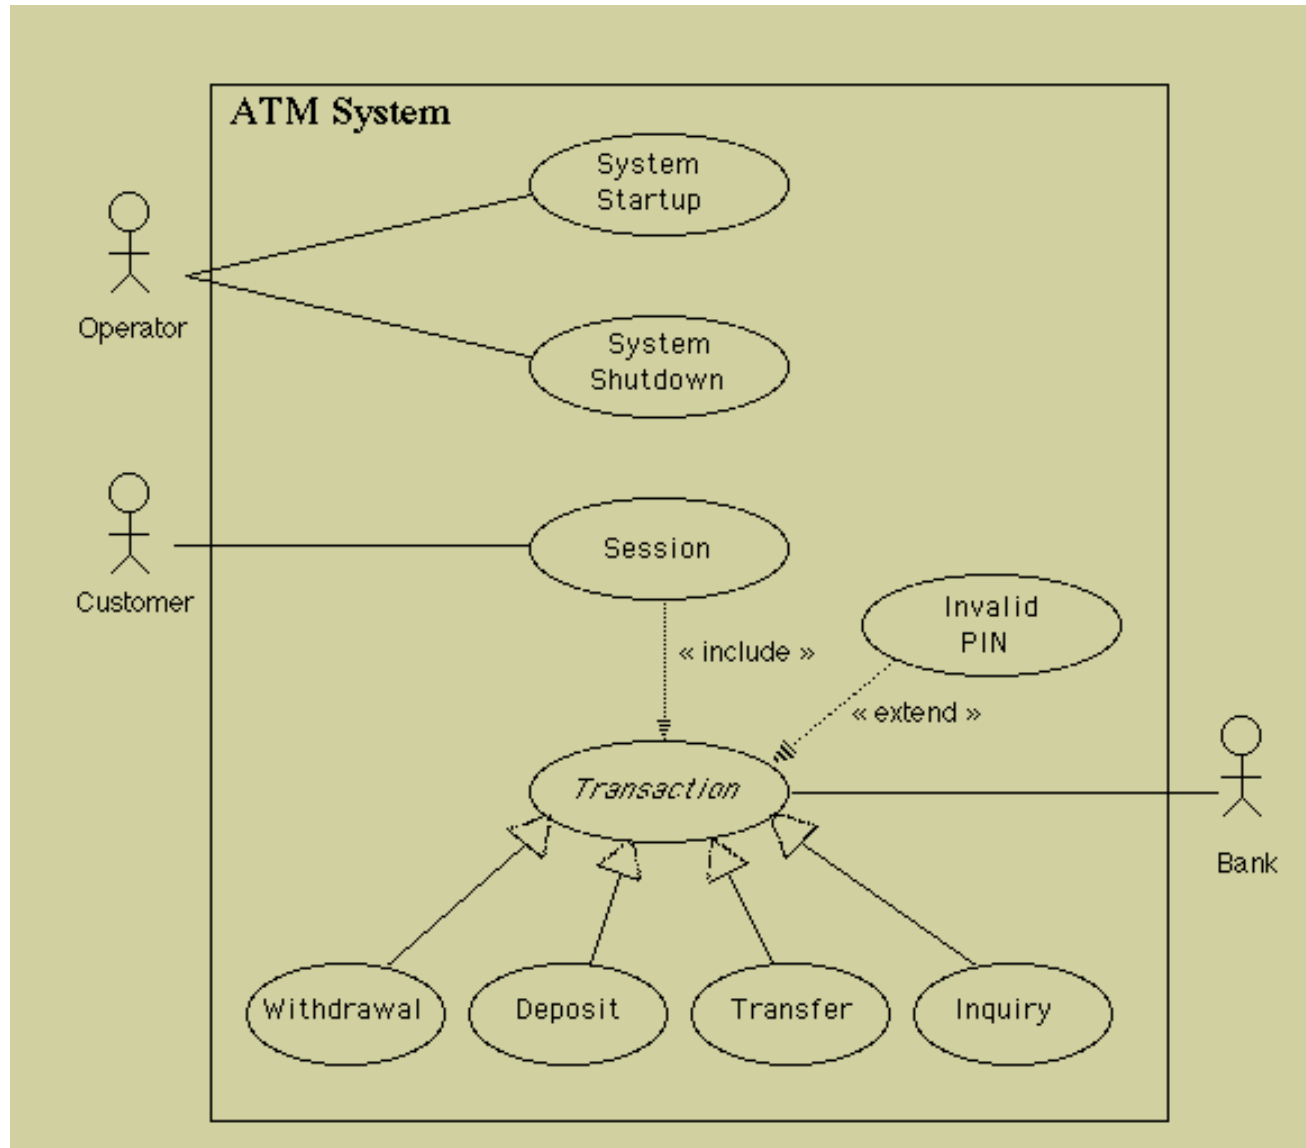 ATM System
System
Startup
Operator
System
Shutdown
Customer
Session
Invalid
PIN
« include »
« extend »
Transaction
Bank
Withdrawal
Deposit
Transfer
Inquiry